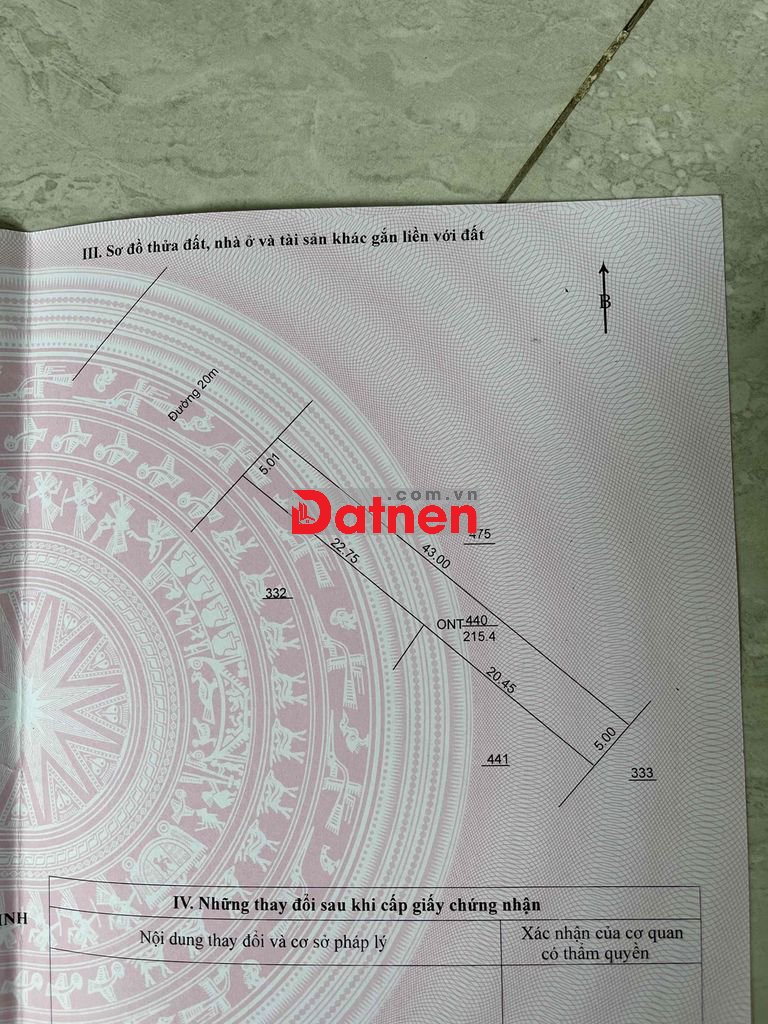 III. Sơ đồ thửa đất, nhà ở và tài sản khác gắn liền với đất
B
Đường 20m
5.01
.com.vn
Datnen
475
22.75
43.00
332
ONT 440
215.4
20.45
5.00
441
333
IV. Những thay đổi sau khi cấp giấy chứng nhận
INH
Nội dung thay đổi và cơ sở pháp lý
Xác nhận của cơ quan
có thẩm quyền